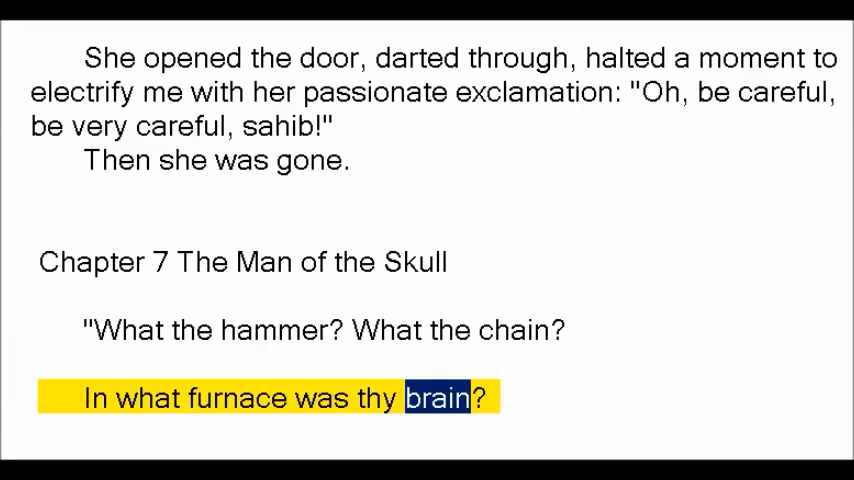 She opened the door, darted through, halted a moment to
electrify me with her passionate exclamation: "Oh, be careful,
be very careful, sahib!"
Then she was gone.
Chapter 7 The Man of the Skull
"What the hammer? What the chain?
In what furnace was thy brain?